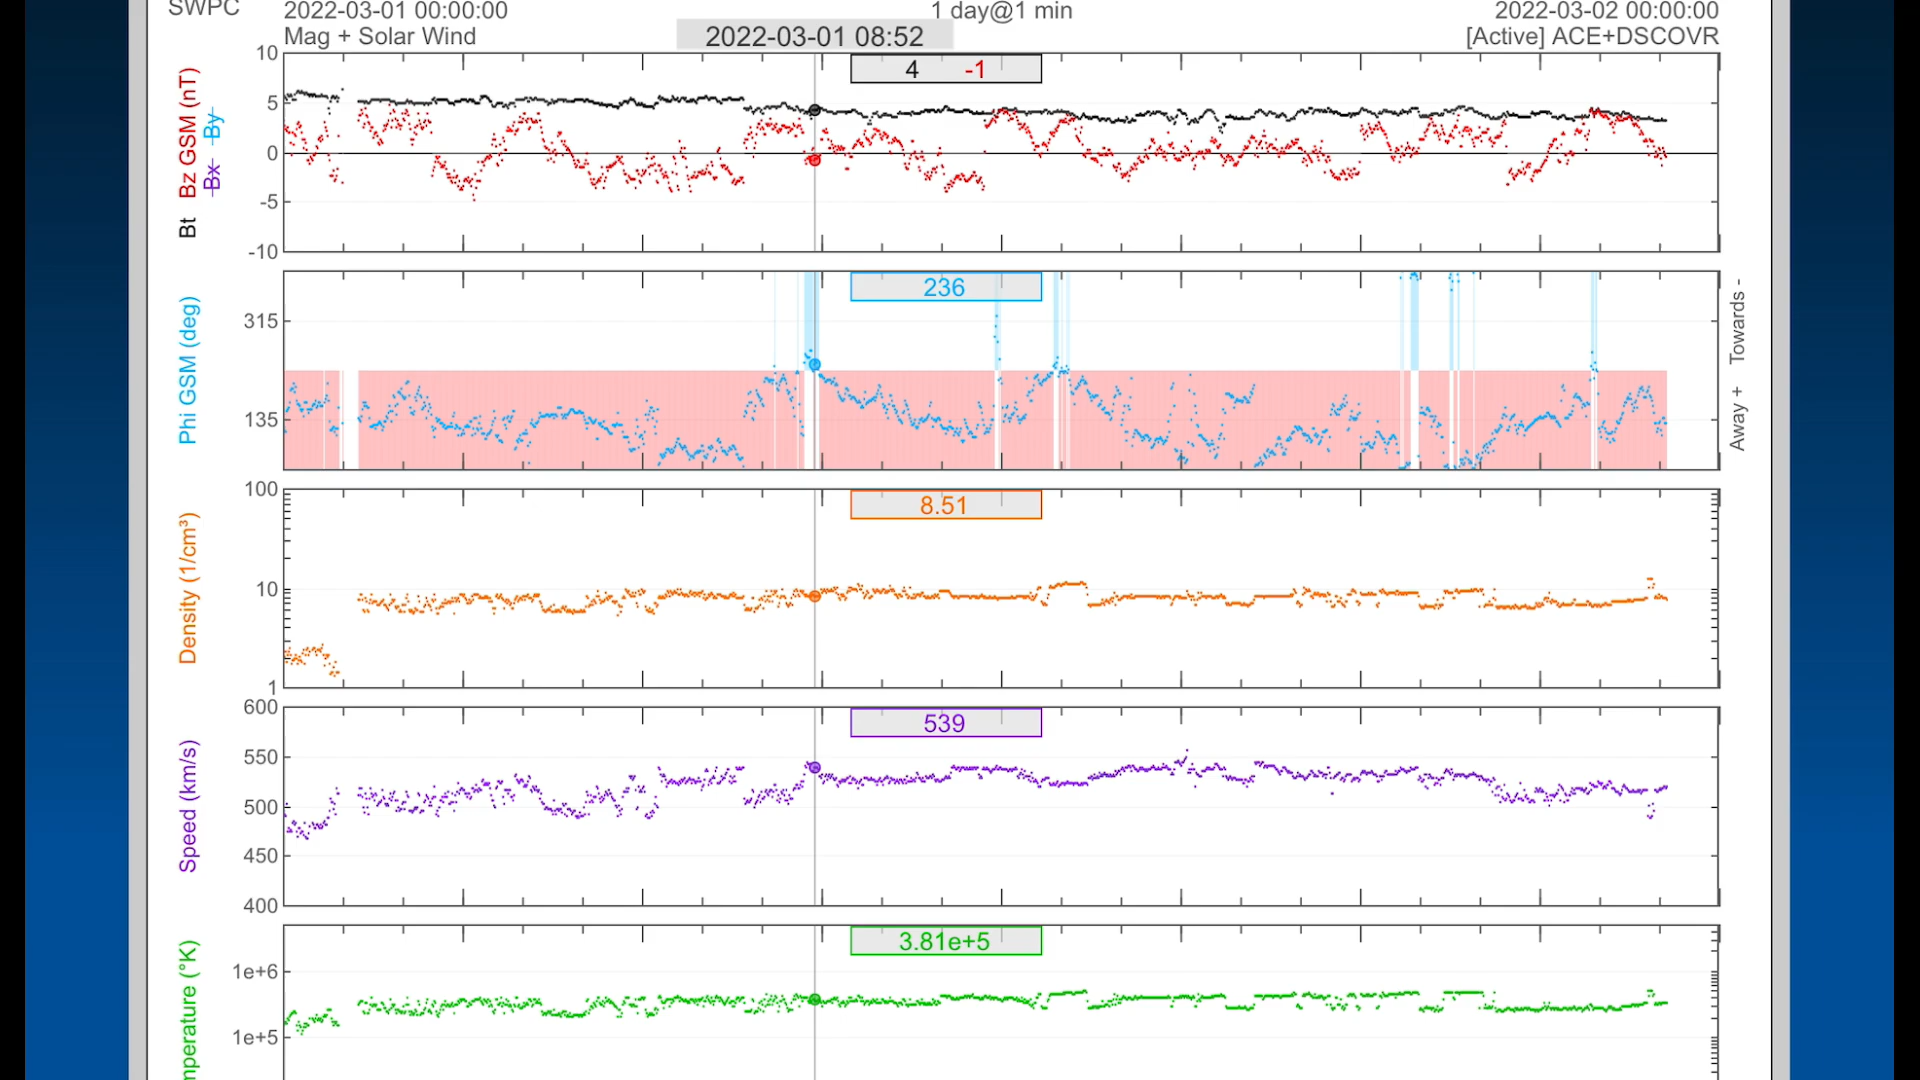 SWPC
2022-03-01 00:00:00
1 day@1 min
2022-03-02 00:00:00
Mag + Solar Wind
2022-03-01 08:52
[Active] ACE+DSCOVR
Bt Bz GSM (nT)
Bx By
10
5
0
-5
-10
4 -1
Phi GSM (deg)
315
135
236
Away + Towards -
Density (1/cm³)
100
10
1
8.51
Speed (km/s)
600
550
500
450
400
539
mperature (°K)
1e+6
1e+5
3.81e+5